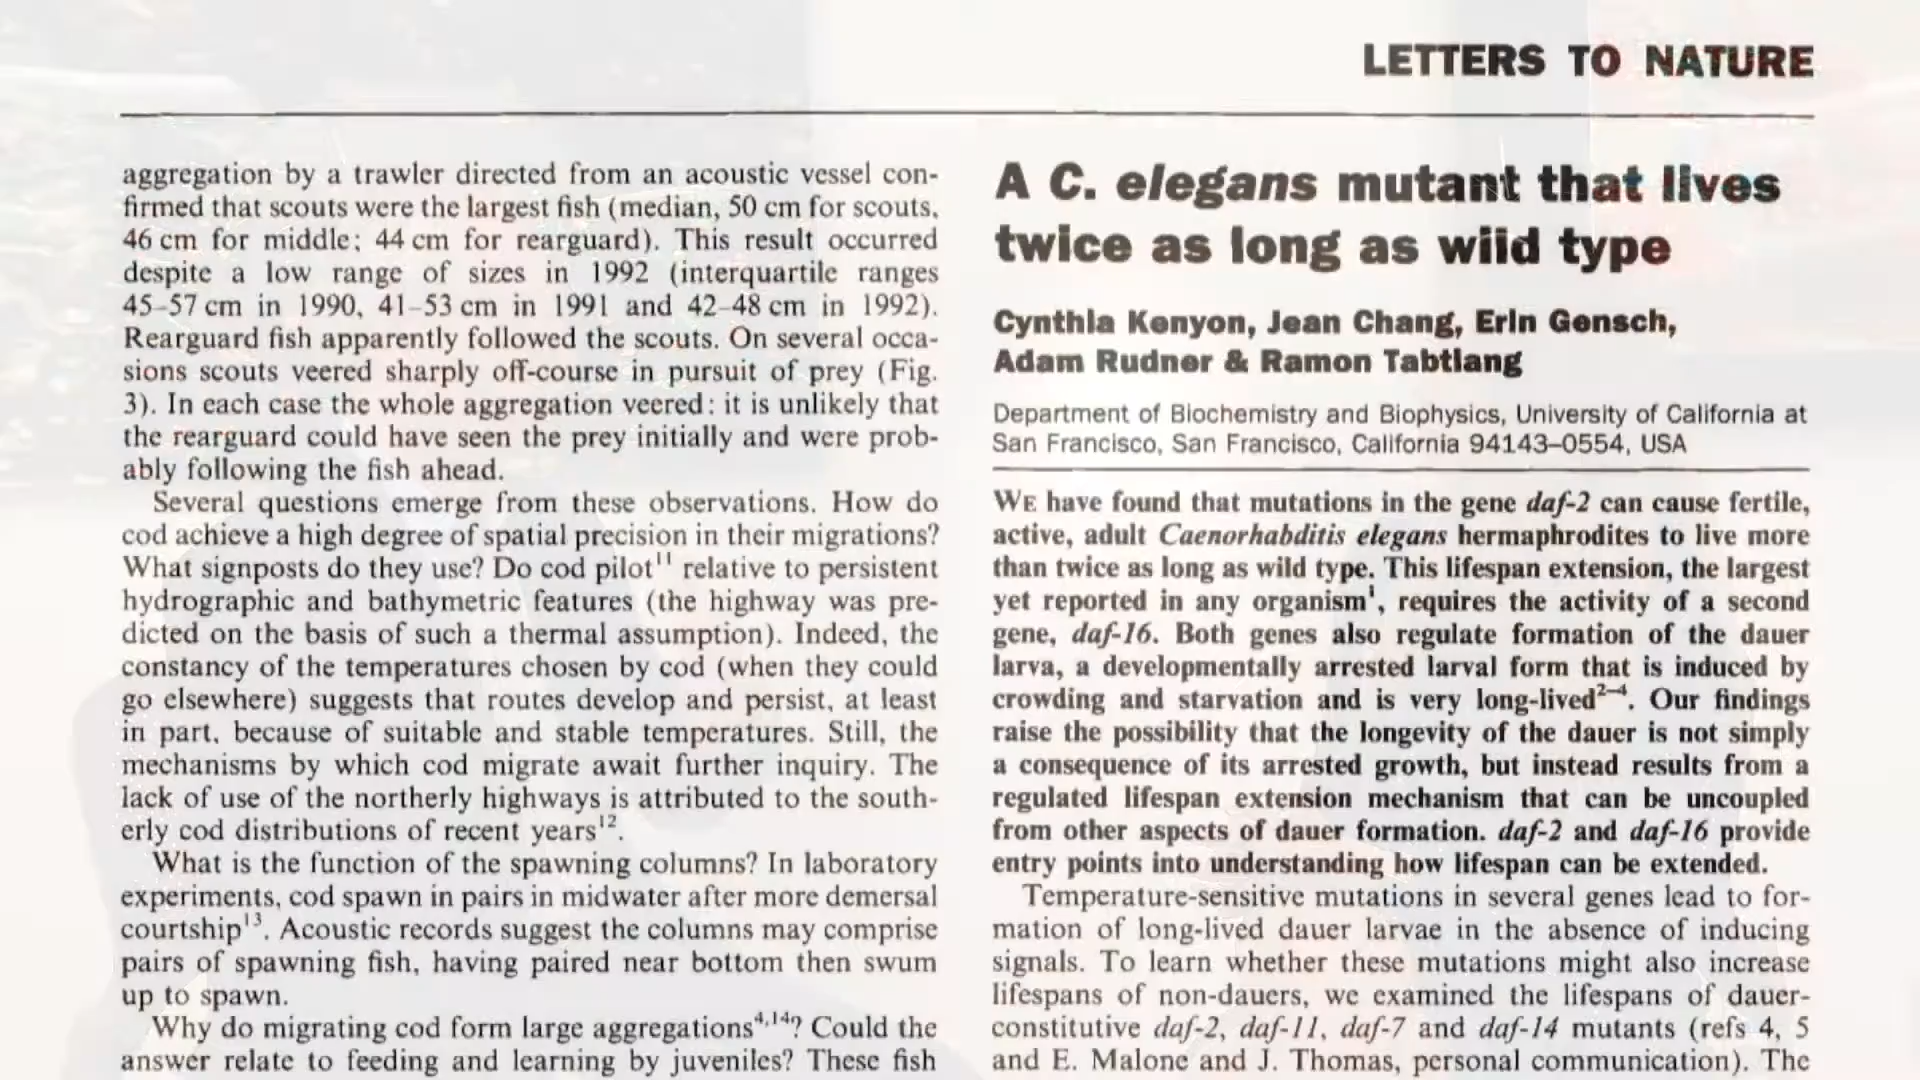 LETTERS TO NATURE
aggregation by a trawler directed from an acoustic vessel con-
firmed that scouts were the largest fish (median, 50 cm for scouts,
46 cm for middle; 44 cm for rearguard). This result occurred
despite a low range of sizes in 1992 (interquartile ranges
45–57 cm in 1990, 41–53 cm in 1991 and 42–48 cm in 1992).
Rearguard fish apparently followed the scouts. On several occa-
sions scouts veered sharply off-course in pursuit of prey (Fig.
3). In each case the whole aggregation veered: it is unlikely that
the rearguard could have seen the prey initially and were prob-
ably following the fish ahead.
Several questions emerge from these observations. How do
cod achieve a high degree of spatial precision in their migrations?
What signposts do they use? Do cod pilot¹¹ relative to persistent
hydrographic and bathymetric features (the highway was pre-
dicted on the basis of such a thermal assumption). Indeed, the
constancy of the temperatures chosen by cod (when they could
go elsewhere) suggests that routes develop and persist, at least
in part, because of suitable and stable temperatures. Still, the
mechanisms by which cod migrate await further inquiry. The
lack of use of the northerly highways is attributed to the south-
erly cod distributions of recent years¹².
What is the function of the spawning columns? In laboratory
experiments, cod spawn in pairs in midwater after more demersal
courtship¹³. Acoustic records suggest the columns may comprise
pairs of spawning fish, having paired near bottom then swum
up to spawn.
Why do migrating cod form large aggregations⁴,¹⁴? Could the
answer relate to feeding and learning by juveniles? These fish
A C. elegans mutant that lives
twice as long as wild type
Cynthia Kenyon, Jean Chang, Erin Gensch,
Adam Rudner & Ramon Tabtiang
Department of Biochemistry and Biophysics, University of California at
San Francisco, San Francisco, California 94143–0554, USA
WE have found that mutations in the gene daf-2 can cause fertile,
active, adult Caenorhabditis elegans hermaphrodites to live more
than twice as long as wild type. This lifespan extension, the largest
yet reported in any organism¹, requires the activity of a second
gene, daf-16. Both genes also regulate formation of the dauer
larva, a developmentally arrested larval form that is induced by
crowding and starvation and is very long-lived²⁻⁴. Our findings
raise the possibility that the longevity of the dauer is not simply
a consequence of its arrested growth, but instead results from a
regulated lifespan extension mechanism that can be uncoupled
from other aspects of dauer formation. daf-2 and daf-16 provide
entry points into understanding how lifespan can be extended.
Temperature-sensitive mutations in several genes lead to for-
mation of long-lived dauer larvae in the absence of inducing
signals. To learn whether these mutations might also increase
lifespans of non-dauers, we examined the lifespans of dauer-
constitutive daf-2, daf-11, daf-7 and daf-14 mutants (refs 4, 5
and E. Malone and J. Thomas, personal communication). The